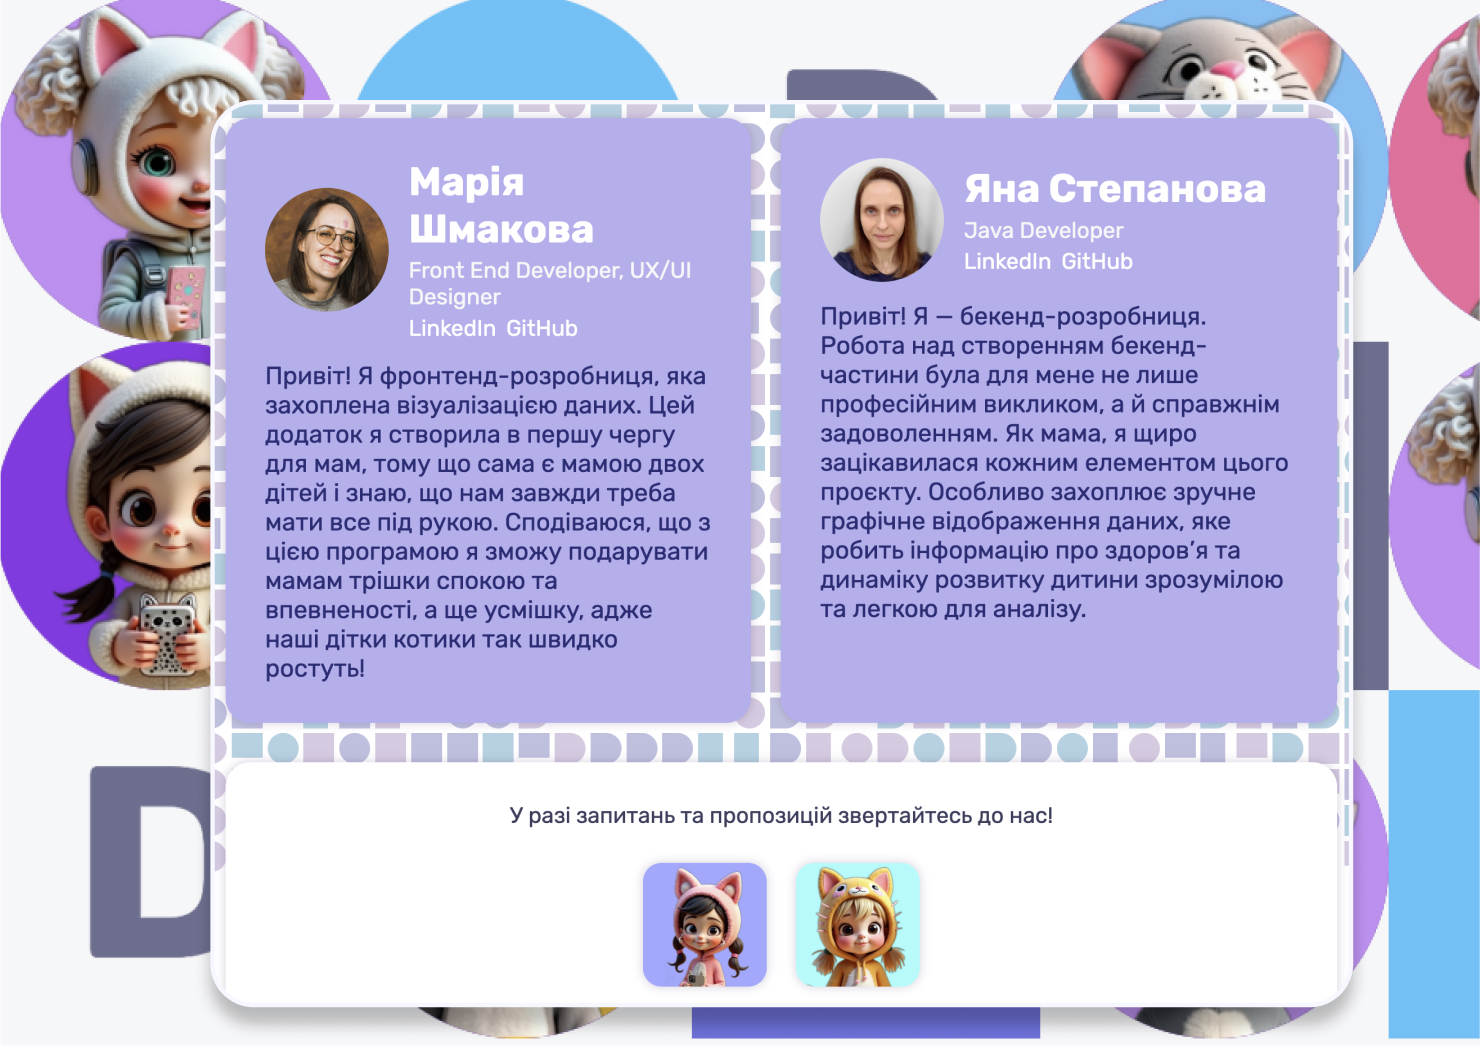 Марія
Шмакова
Front End Developer, UX/UI
Designer
LinkedIn GitHub
Привіт! Я фронтенд-розробниця, яка
захоплена візуалізацією даних. Цей
додаток я створила в першу чергу
для мам, тому що сама є мамою двох
дітей і знаю, що нам завжди треба
мати все під рукою. Сподіваюся, що з
цією програмою я зможу подарувати
мамам трішки спокою та
впевненості, а ще усмішку, адже
наші дітки котики так швидко
ростуть!
Яна Степанова
Java Developer
LinkedIn GitHub
Привіт! Я — бекенд-розробниця.
Робота над створенням бекенд-
частини була для мене не лише
професійним викликом, а й справжнім
задоволенням. Як мама, я щиро
зацікавилася кожним елементом цього
проєкту. Особливо захоплює зручне
графічне відображення даних, яке
робить інформацію про здоров’я та
динаміку розвитку дитини зрозумілою
та легкою для аналізу.
D
У разі запитань та пропозицій звертайтесь до нас!